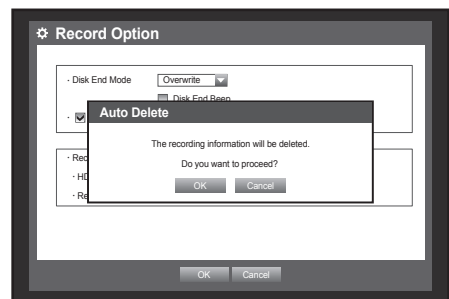 Record Option
· Disk End Mode Overwrite
Disk End Beep
Auto Delete
The recording information will be deleted.
Do you want to proceed?
· Rec
· HD
· Re
OK Cancel
OK Cancel